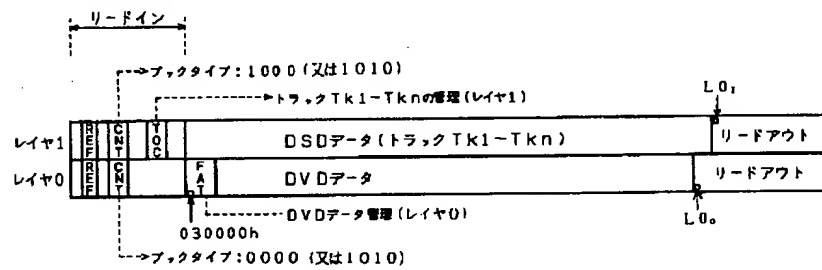 リードイン
ブックタイプ:1000(又は1010)
トラックTk1~Tknの管理(レイヤ1)
LO₁
レイヤ1 REF CNT TOC DSDデータ(トラックTk1~Tkn) リードアウト
レイヤ0 REF CNT FAT DVDデータ リードアウト
DVDデータ管理(レイヤ0)
LO₀
030000h
ブックタイプ:0000(又は1010)